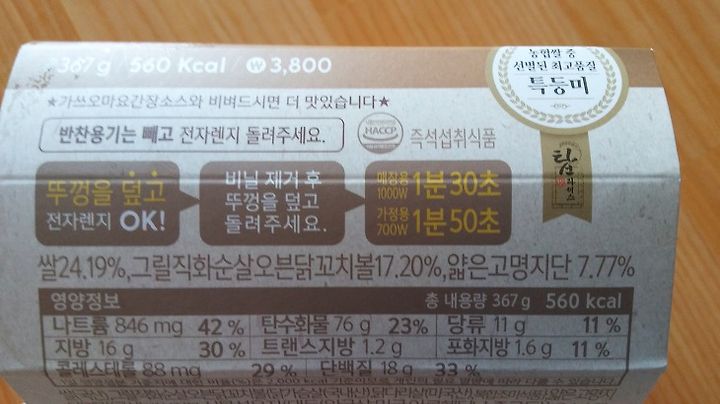 367g 560 Kcal / ₩3,800
농협쌀 중
선별된 최고품질
특등미
★가쓰오마요간장소스와 비벼드시면 더 맛있습니다★
반찬용기는 빼고 전자렌지 돌려주세요.
HACCP
즉석섭취식품
뚜껑을 덮고
전자렌지 OK!
비닐 제거 후
뚜껑을 덮고
돌려주세요.
매장용 1000W 1분 30초
가정용 700W 1분 50초
쌀24.19%,그릴직화순살오븐닭꼬치볼17.20%,얇은고명지단 7.77%
영양정보 총 내용량 367g 560 kcal
나트륨 846 mg 42 % 탄수화물 76 g 23% 당류 11 g 11 %
지방 16 g 30 % 트랜스지방 1.2 g 포화지방 1.6 g 11 %
콜레스테롤 88 mg 29 % 단백질 18 g 33 %